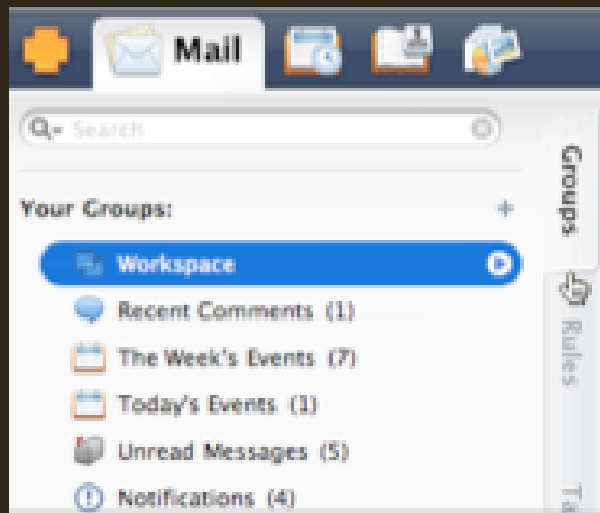 Mail
Search
Your Groups:
Workspace
Recent Comments (1)
The Week's Events (7)
Today's Events (1)
Unread Messages (5)
Notifications (4)
Groups
Rules